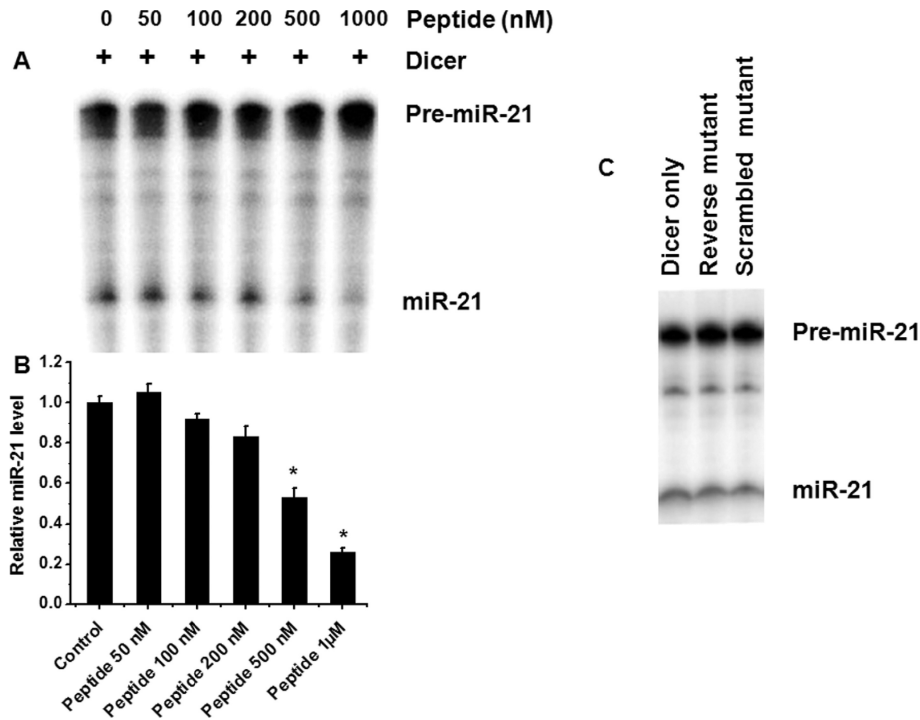 0 50 100 200 500 1000 Peptide (nM)
A + + + + + + Dicer
Pre-miR-21
miR-21
B
Relative miR-21 level
1.2
1.0
0.8
0.6
0.4
0.2
0.0
*
*
Control
Peptide 50 nM
Peptide 100 nM
Peptide 200 nM
Peptide 500 nM
Peptide 1µM
C
Dicer only
Reverse mutant
Scrambled mutant
Pre-miR-21
miR-21